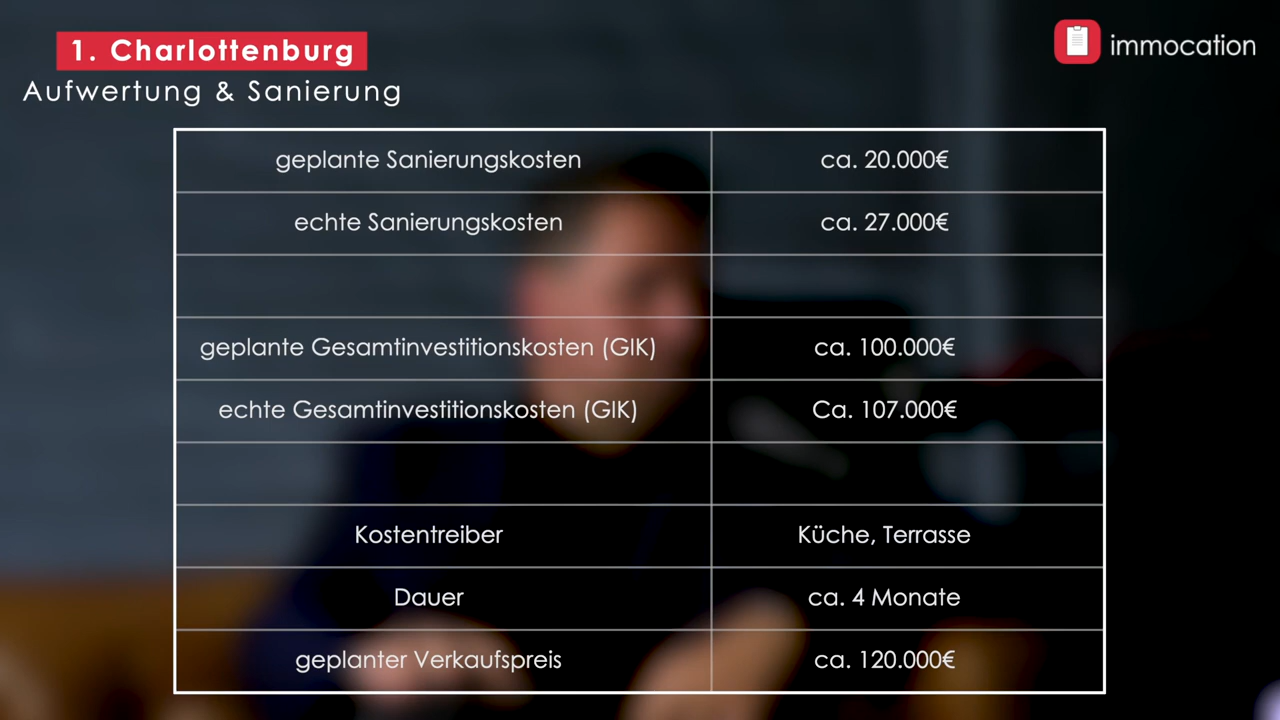 1. Charlottenburg
immocation
Aufwertung & Sanierung
geplante Sanierungskosten ca. 20.000€
echte Sanierungskosten ca. 27.000€
geplante Gesamtinvestitionskosten (GIK) ca. 100.000€
echte Gesamtinvestitionskosten (GIK) Ca. 107.000€
Kostentreiber Küche, Terrasse
Dauer ca. 4 Monate
geplanter Verkaufspreis ca. 120.000€